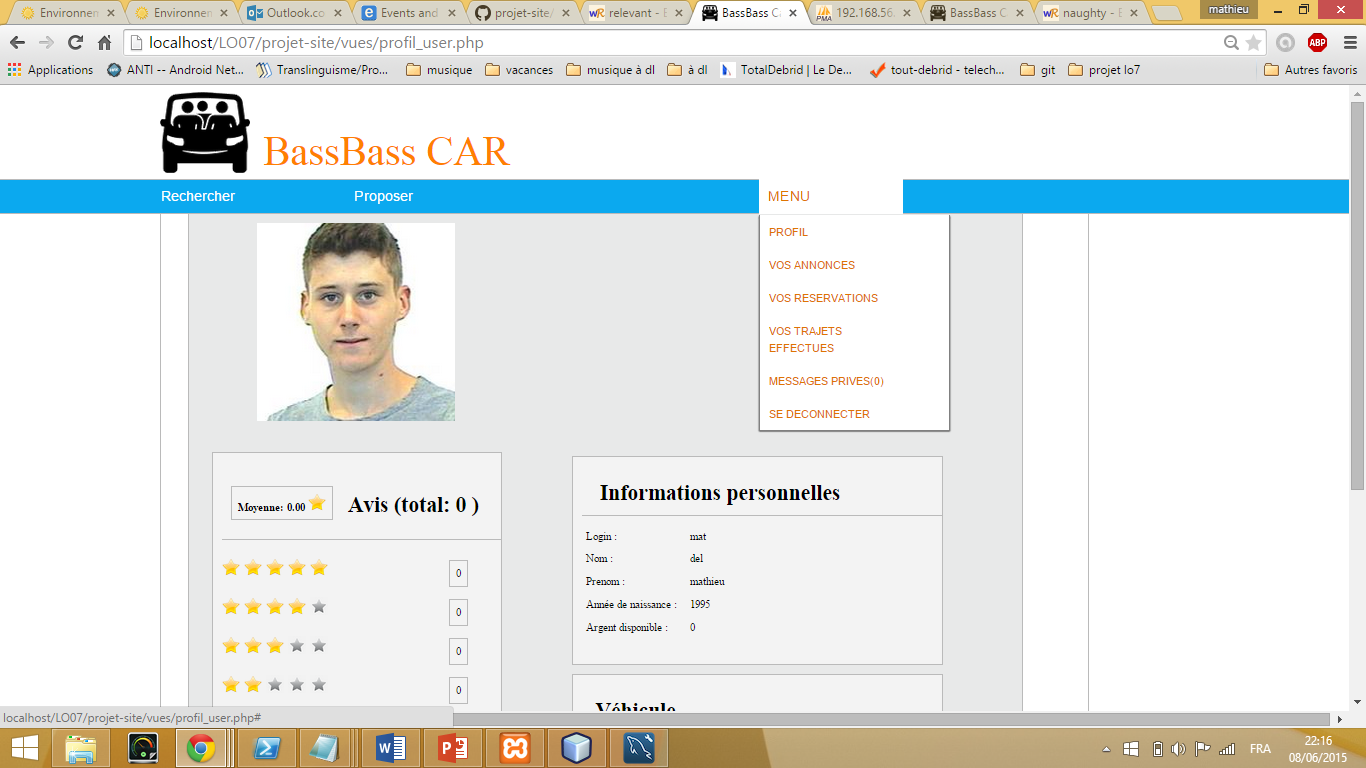 mathieu
Environnen
Environnen
Outlook.co
Events and
projet-site/
relevant - E
BassBass C
192.168.56.
BassBass C
naughty - E
localhost/LO07/projet-site/vues/profil_user.php
ABP
Applications
ANTI -- Android Net...
Translinguisme/Pro...
musique
vacances
musique à dl
à dl
TotalDebrid | Le De...
tout-debrid - telech...
git
projet lo7
Autres favoris
BassBass CAR
Rechercher
Proposer
MENU
PROFIL
VOS ANNONCES
VOS RESERVATIONS
VOS TRAJETS
EFFECTUES
MESSAGES PRIVES(0)
SE DECONNECTER
Moyenne: 0.00
Avis (total: 0 )
0
0
0
0
Informations personnelles
Login : mat
Nom : del
Prenom : mathieu
Année de naissance : 1995
Argent disponible : 0
Véhicule
localhost/LO07/projet-site/vues/profil_user.php#
FRA
22:16
08/06/2015